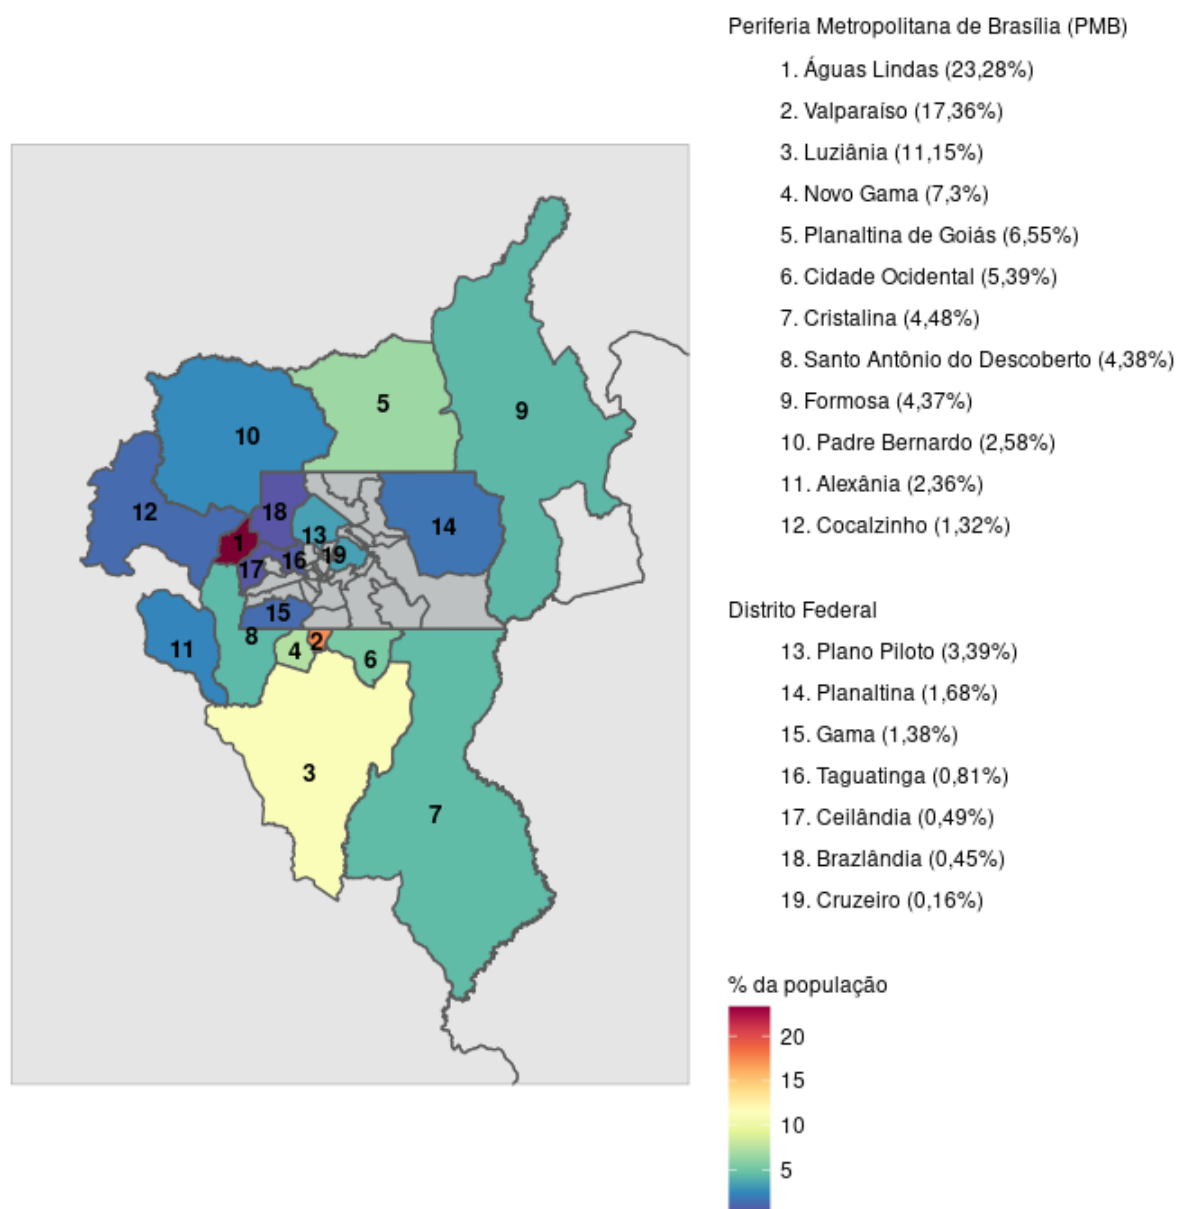 Periferia Metropolitana de Brasília (PMB)
1. Águas Lindas (23,28%)
2. Valparaíso (17,36%)
3. Luziânia (11,15%)
4. Novo Gama (7,3%)
5. Planaltina de Goiás (6,55%)
6. Cidade Ocidental (5,39%)
7. Cristalina (4,48%)
8. Santo Antônio do Descoberto (4,38%)
9. Formosa (4,37%)
10. Padre Bernardo (2,58%)
11. Alexânia (2,36%)
12. Cocalzinho (1,32%)
Distrito Federal
13. Plano Piloto (3,39%)
14. Planaltina (1,68%)
15. Gama (1,38%)
16. Taguatinga (0,81%)
17. Ceilândia (0,49%)
18. Brazlândia (0,45%)
19. Cruzeiro (0,16%)
% da população
20
15
10
5
5
9
10
12
18
13
14
1
19
16
17
15
8
11
4
2
6
3
7